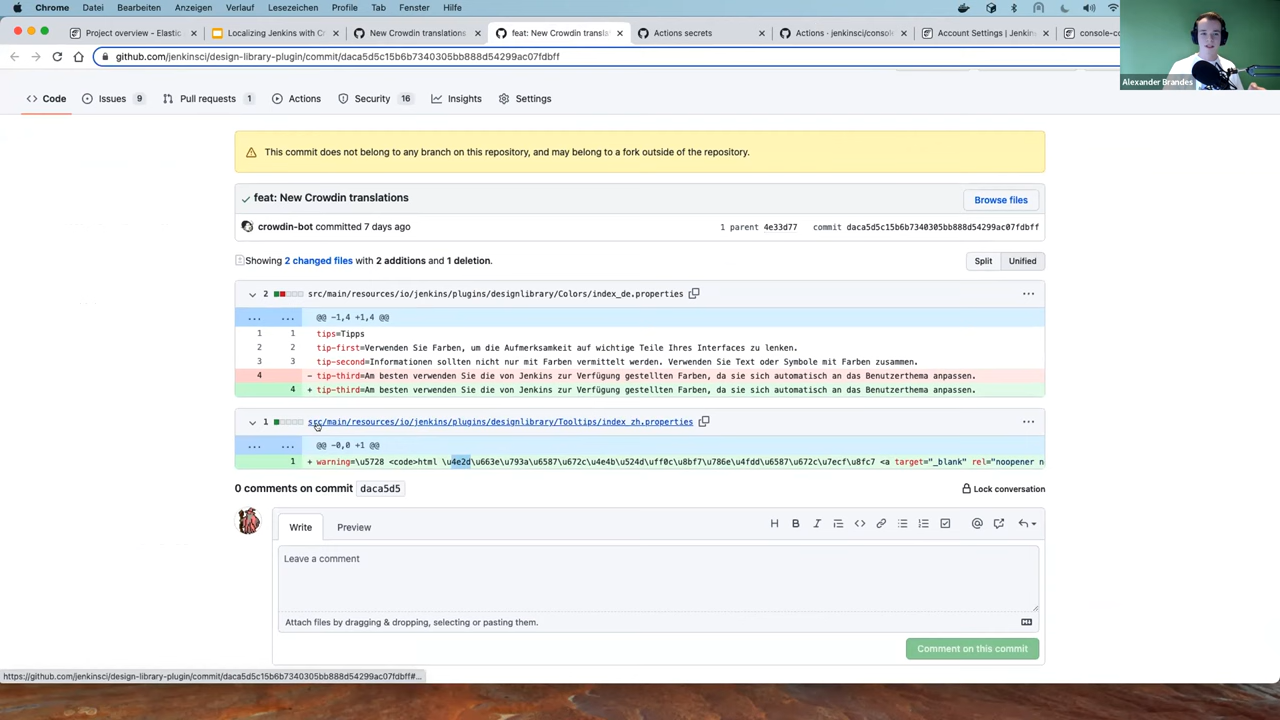 Chrome Datei Bearbeiten Anzeigen Verlauf Lesezeichen Profile Tab Fenster Hilfe
Project overview - Elastic
Localizing Jenkins with C
New Crowdin translations
feat: New Crowdin transla
Actions secrets
Actions · jenkinsci/consol
Account Settings | Jenkin
console-co
github.com/jenkinsci/design-library-plugin/commit/daca5d5c15b6b7340305bb888d54299ac07fdbff
Alexander Brandes
Code Issues 9 Pull requests 1 Actions Security 16 Insights Settings
This commit does not belong to any branch on this repository, and may belong to a fork outside of the repository.
feat: New Crowdin translations
Browse files
crowdin-bot committed 7 days ago
1 parent 4e33d77 commit daca5d5c15b6b7340305bb888d54299ac07fdbff
Showing 2 changed files with 2 additions and 1 deletion.
Split Unified
2 src/main/resources/io/jenkins/plugins/designlibrary/Colors/index_de.properties
... ... @@ -1,4 +1,4 @@
1 1 tips=Tipps
2 2 tip-first=Verwenden Sie Farben, um die Aufmerksamkeit auf wichtige Teile Ihres Interfaces zu lenken.
3 3 tip-second=Informationen sollten nicht nur mit Farben vermittelt werden. Verwenden Sie Text oder Symbole mit Farben zusammen.
4 - tip-third=Am besten verwenden Sie die von Jenkins zur Verfügung gestellten Farben, da sie sich automatisch an das Benutzerthema anpassen.
4 + tip-third=Am besten verwenden Sie die von Jenkins zur Verfügung gestellten Farben, da sie sich automatisch an das Benutzerthema anpassen.
1 src/main/resources/io/jenkins/plugins/designlibrary/Tooltips/index_zh.properties
... ... @@ -0,0 +1 @@
1 + warning=\u5728 <code>html \u4e2d\u663e\u793a\u6587\u672c\u4e4b\u524d\uff0c\u8bf7\u786e\u4fdd\u6587\u672c\u7ecf\u8fc7 <a target="_blank" rel="noopener n
0 comments on commit daca5d5
Lock conversation
Write Preview
Leave a comment
Attach files by dragging & dropping, selecting or pasting them.
Comment on this commit
https://github.com/jenkinsci/design-library-plugin/commit/daca5d5c15b6b7340305bb888d54299ac07fdbff#...